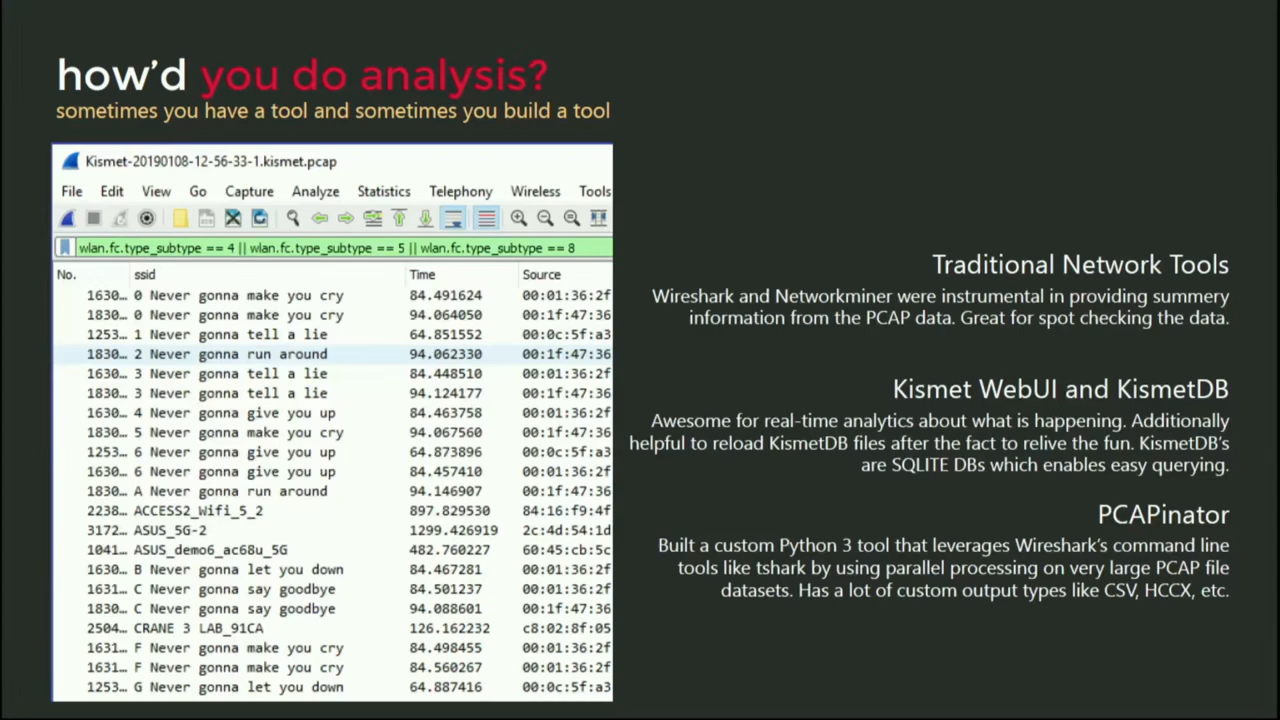 how'd you do analysis?
sometimes you have a tool and sometimes you build a tool
Kismet-20190108-12-56-33-1.kismet.pcap
File Edit View Go Capture Analyze Statistics Telephony Wireless Tools
wlan.fc.type_subtype == 4 || wlan.fc.type_subtype == 5 || wlan.fc.type_subtype == 8
No. ssid Time Source
1630… 0 Never gonna make you cry 84.491624 00:01:36:2f
1830… 0 Never gonna make you cry 94.064050 00:1f:47:36
1253… 1 Never gonna tell a lie 64.851552 00:0c:5f:a3
1830… 2 Never gonna run around 94.062330 00:1f:47:36
1630… 3 Never gonna tell a lie 84.448510 00:01:36:2f
1830… 3 Never gonna tell a lie 94.124177 00:1f:47:36
1630… 4 Never gonna give you up 84.463758 00:01:36:2f
1830… 5 Never gonna make you cry 94.067560 00:1f:47:36
1253… 6 Never gonna give you up 64.873896 00:0c:5f:a3
1630… 6 Never gonna give you up 84.457410 00:01:36:2f
1830… A Never gonna run around 94.146907 00:1f:47:36
2238… ACCESS2_Wifi_5_2 897.829530 84:16:f9:4f
3172… ASUS_5G-2 1299.426919 2c:4d:54:1d
1041… ASUS_demo6_ac68u_5G 482.760227 60:45:cb:5c
1630… B Never gonna let you down 84.467281 00:01:36:2f
1631… C Never gonna say goodbye 84.501237 00:01:36:2f
1830… C Never gonna say goodbye 94.088601 00:1f:47:36
2504… CRANE 3 LAB_91CA 126.162232 c8:02:8f:05
1631… F Never gonna make you cry 84.498455 00:01:36:2f
1631… F Never gonna make you cry 84.560267 00:01:36:2f
1253… G Never gonna let you down 64.887416 00:0c:5f:a3
Traditional Network Tools
Wireshark and Networkminer were instrumental in providing summery
information from the PCAP data. Great for spot checking the data.
Kismet WebUI and KismetDB
Awesome for real-time analytics about what is happening. Additionally
helpful to reload KismetDB files after the fact to relive the fun. KismetDB's
are SQLITE DBs which enables easy querying.
PCAPinator
Built a custom Python 3 tool that leverages Wireshark's command line
tools like tshark by using parallel processing on very large PCAP file
datasets. Has a lot of custom output types like CSV, HCCX, etc.